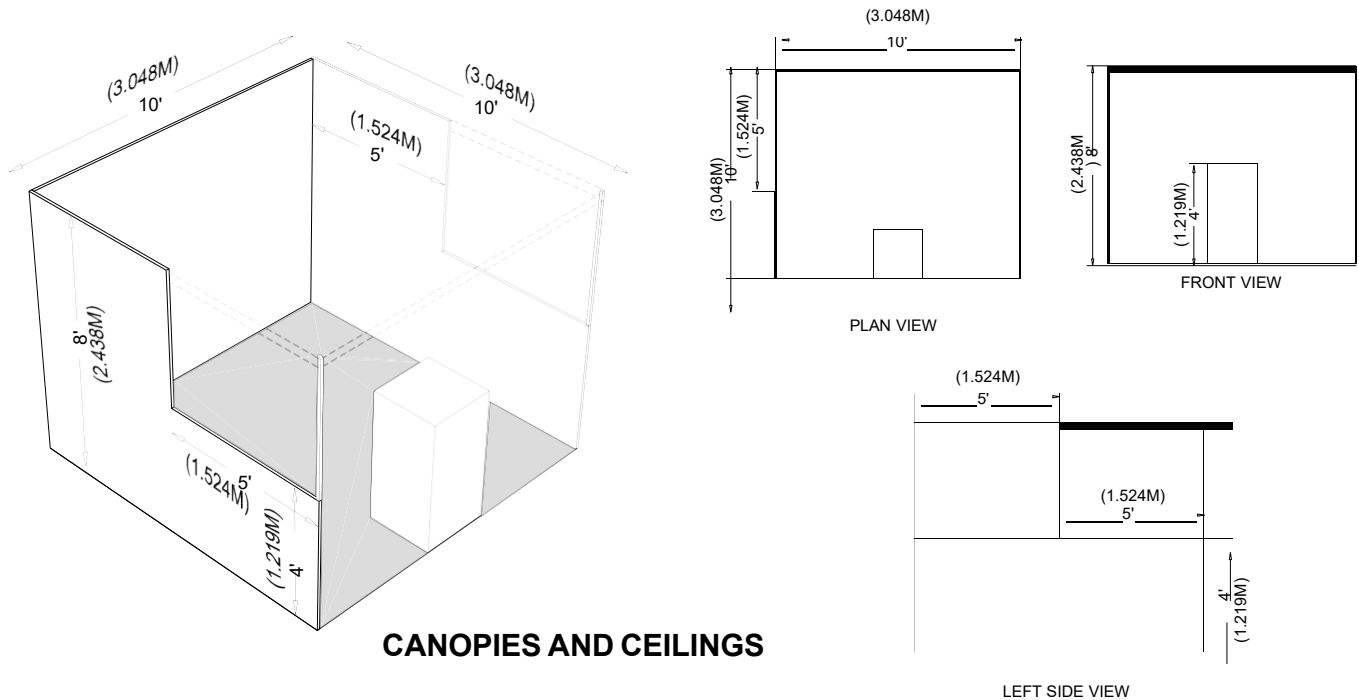 (3.048M)
10'
(3.048M)
10'
(1.524M)
5'
8'
(2.438M)
5'
(1.524M)
4'
(1.219M)
CANOPIES AND CEILINGS
(3.048M)
10'
(1.524M)
5'
(3.048M)
10'
PLAN VIEW
(2.438M
) 8'
(1.219M)
4'
FRONT VIEW
(1.524M)
5'
(1.524M)
5'
4'
(1.219M)
LEFT SIDE VIEW